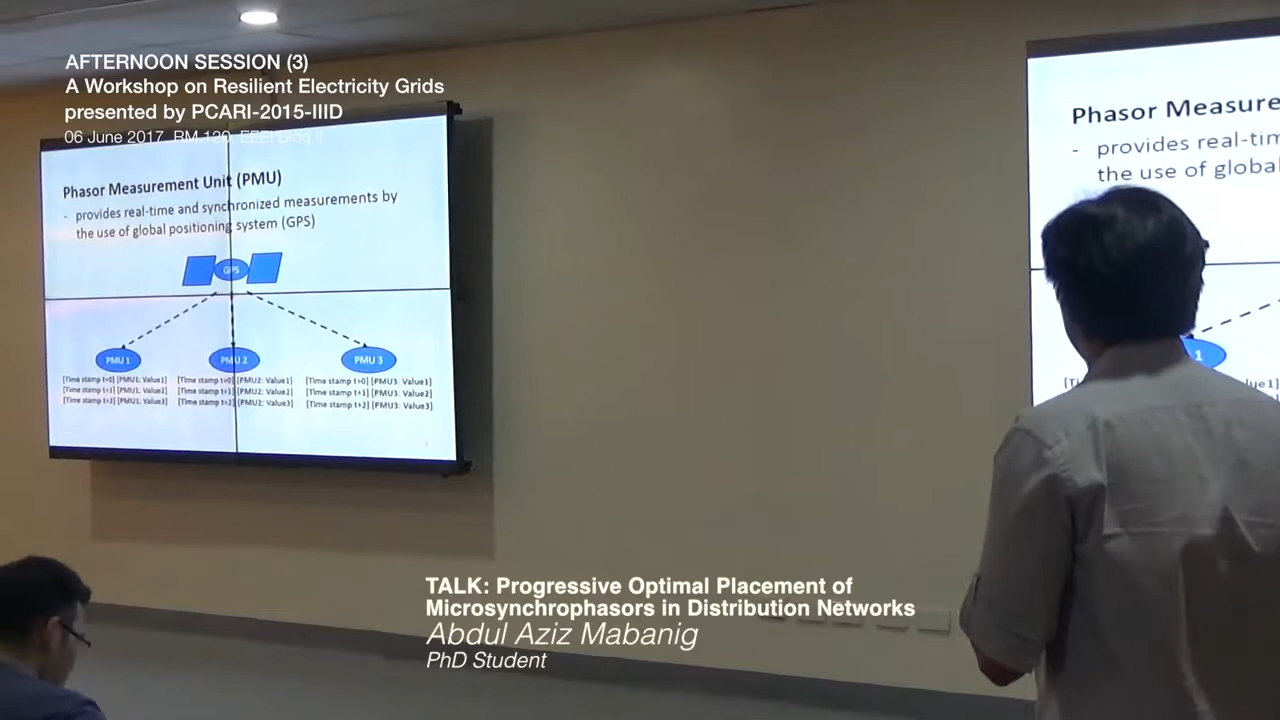 AFTERNOON SESSION (3)
A Workshop on Resilient Electricity Grids
presented by PCARI-2015-IIID
06 June 2017, RM.120, EEEI Bldg.
Phasor Measurement Unit (PMU)
- provides real-time and synchronized measurements by
the use of global positioning system (GPS)
GPS
PMU 1
PMU 2
PMU 3
[Time stamp t=0] [PMU1: Value1]
[Time stamp t+1] [PMU1: Value2]
[Time stamp t+2] [PMU1: Value3]
[Time stamp t=0] [PMU2: Value1]
[Time stamp t+1] [PMU2: Value2]
[Time stamp t+2] [PMU2: Value3]
[Time stamp t=0] [PMU3: Value1]
[Time stamp t+1] [PMU3: Value2]
[Time stamp t+2] [PMU3: Value3]
Phasor Measure
- provides real-tim
the use of global
1
TALK: Progressive Optimal Placement of
Microsynchrophasors in Distribution Networks
Abdul Aziz Mabanig
PhD Student